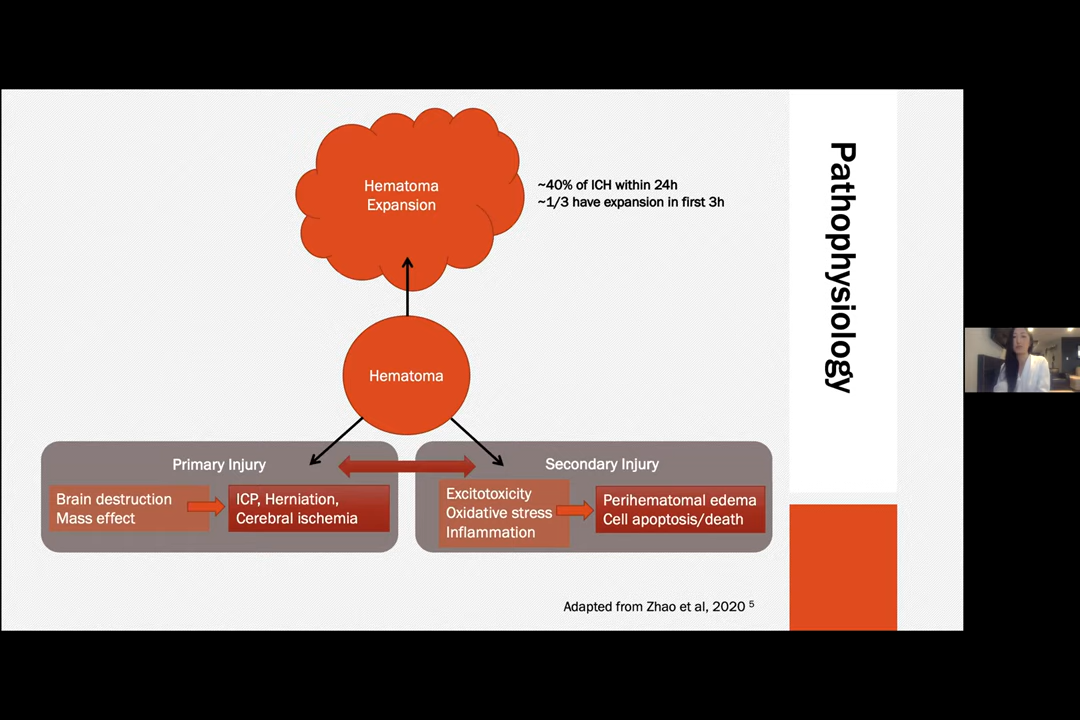 Pathophysiology
Hematoma
Expansion
~40% of ICH within 24h
~1/3 have expansion in first 3h
Hematoma
Primary Injury
Brain destruction
Mass effect
ICP, Herniation,
Cerebral ischemia
Secondary Injury
Excitotoxicity
Oxidative stress
Inflammation
Perihematomal edema
Cell apoptosis/death
Adapted from Zhao et al, 2020 5